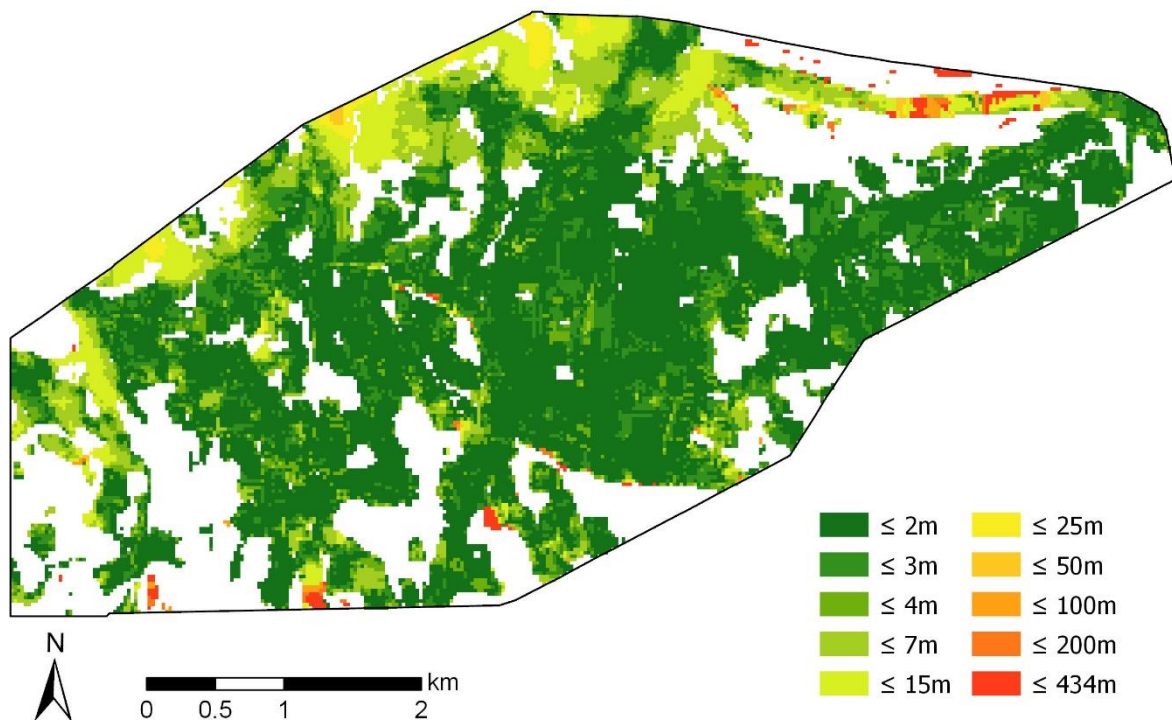 ≤ 2m ≤ 25m
≤ 3m ≤ 50m
≤ 4m ≤ 100m
≤ 7m ≤ 200m
≤ 15m ≤ 434m
N
km
0 0.5 1 2